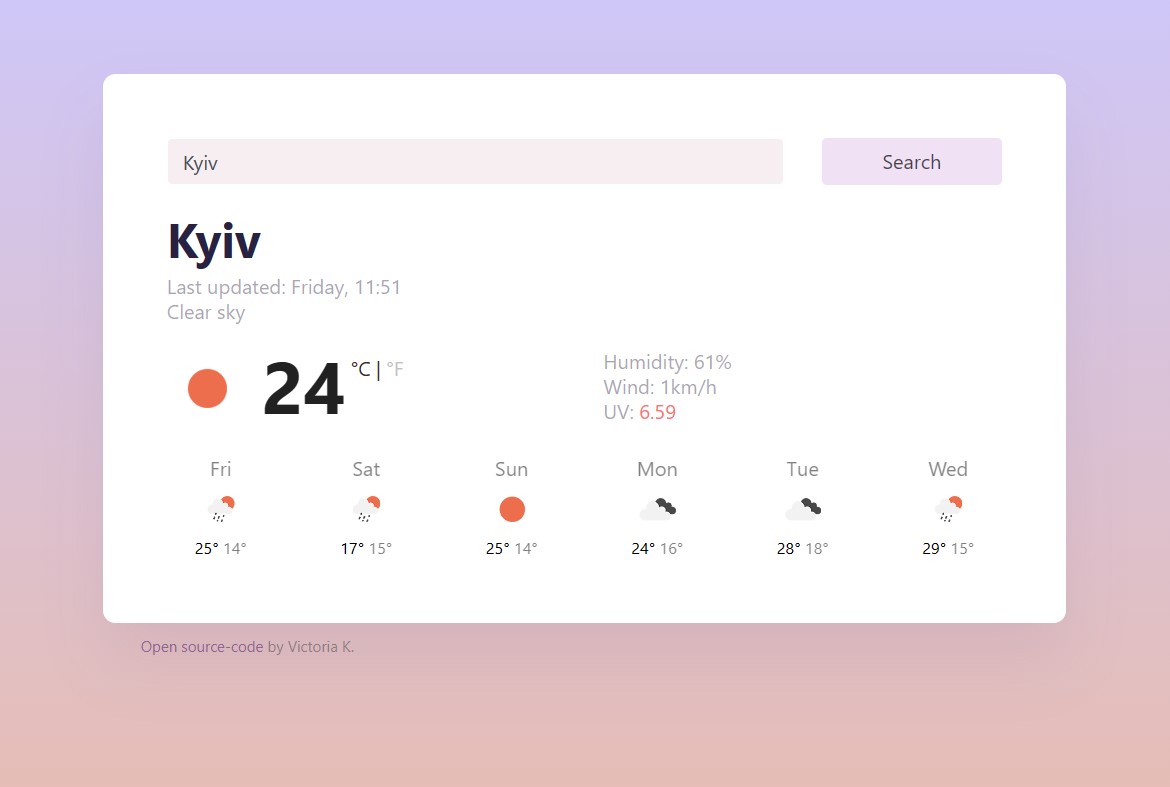 Kyiv
Search
Kyiv
Last updated: Friday, 11:51
Clear sky
24 °C | °F
Humidity: 61%
Wind: 1km/h
UV: 6.59
Fri Sat Sun Mon Tue Wed
25° 14° 17° 15° 25° 14° 24° 16° 28° 18° 29° 15°
Open source-code by Victoria K.